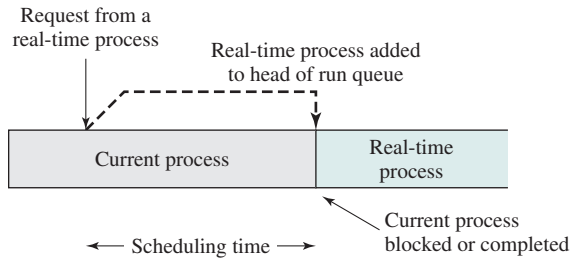 Request from a
real-time process
Real-time process added
to head of run queue
Current process
Real-time
process
Current process
blocked or completed
Scheduling time